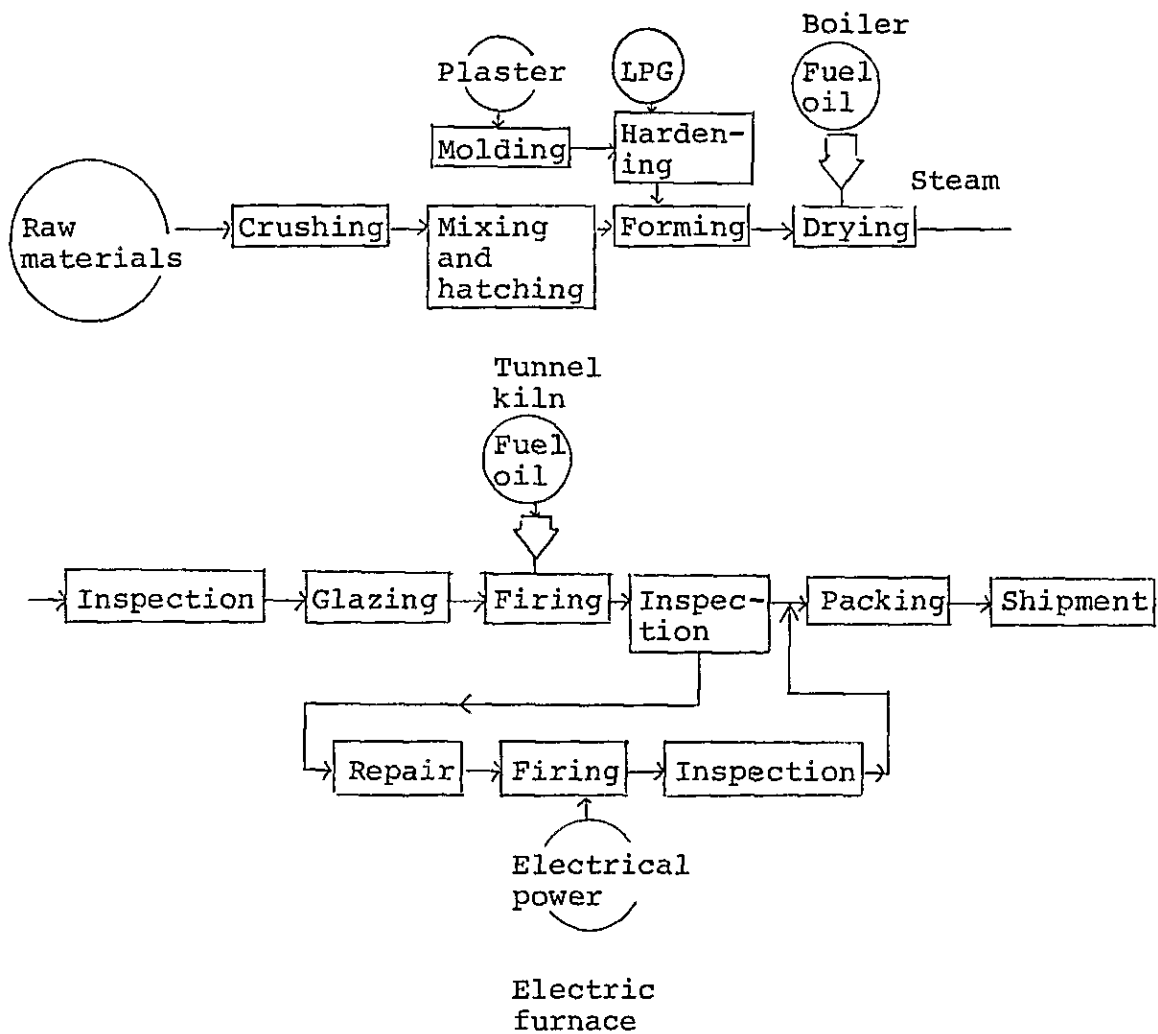 Boiler
Plaster
LPG
Fuel
oil
Molding
Harden-
ing
Steam
Raw
materials
Crushing
Mixing
and
hatching
Forming
Drying
Tunnel
kiln
Fuel
oil
Inspection
Glazing
Firing
Inspec-
tion
Packing
Shipment
Repair
Firing
Inspection
Electrical
power
Electric
furnace